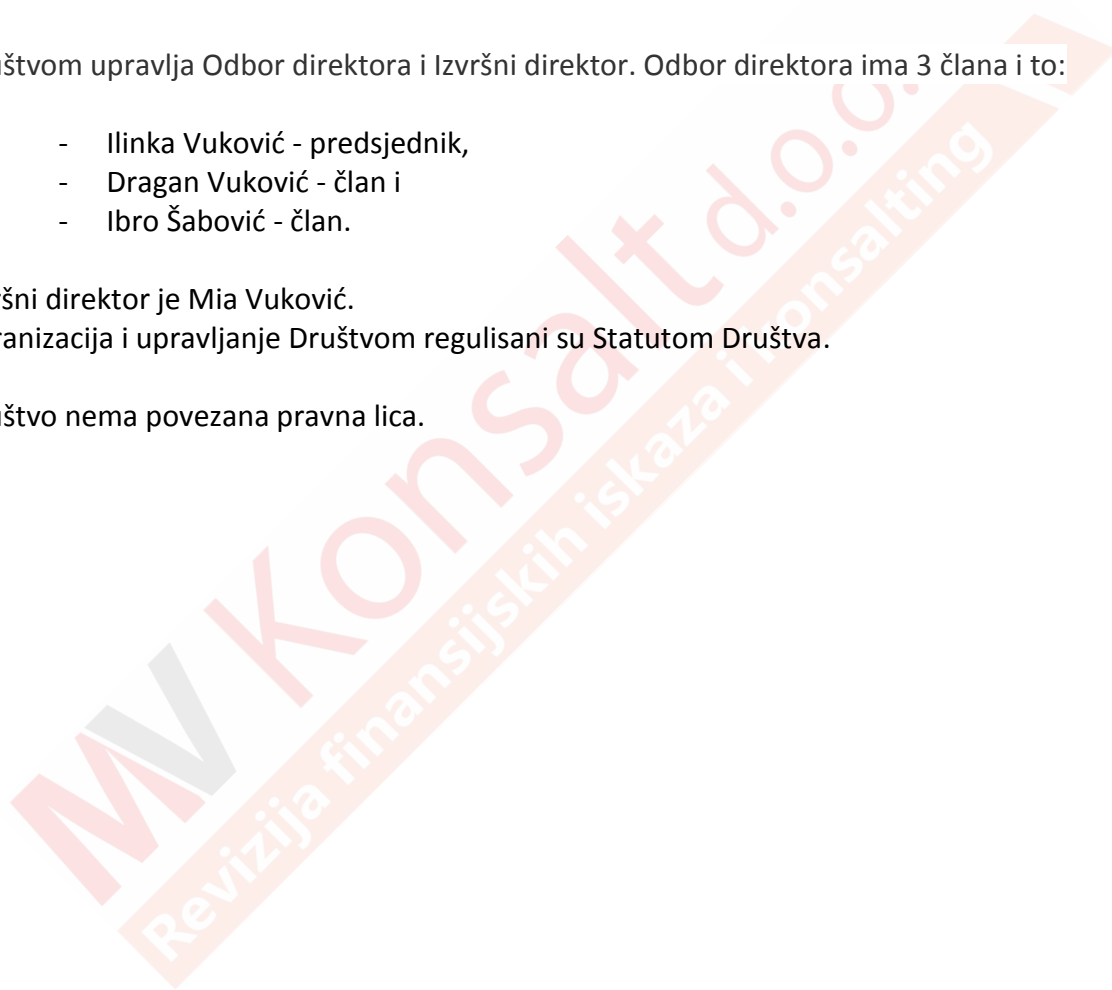 uštvom upravlja Odbor direktora i Izvršni direktor. Odbor direktora ima 3 člana i to:
- Ilinka Vuković - predsjednik,
- Dragan Vuković - član i
- Ibro Šabović - član.
šni direktor je Mia Vuković.
anizacija i upravljanje Društvom regulisani su Statutom Društva.
uštvo nema povezana pravna lica.
MV Konsalt d.o.o.
Revizija finansijskih iskaza i konsalting